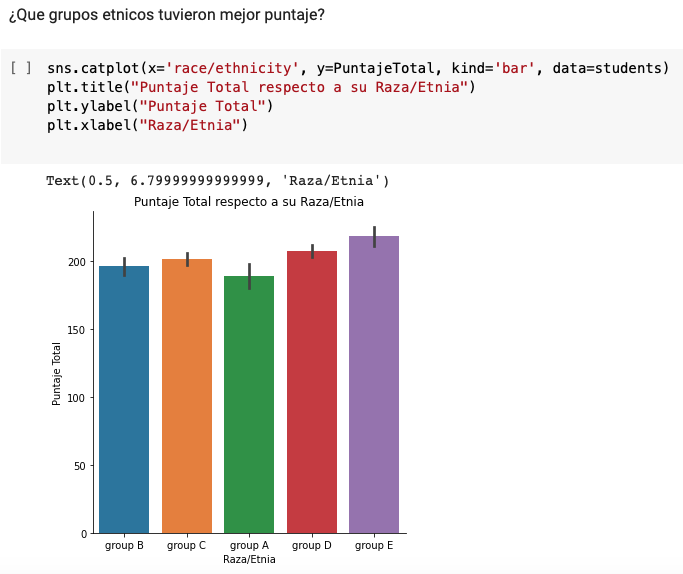 ¿Que grupos etnicos tuvieron mejor puntaje?
[ ] sns.catplot(x='race/ethnicity', y=PuntajeTotal, kind='bar', data=students)
plt.title("Puntaje Total respecto a su Raza/Etnia")
plt.ylabel("Puntaje Total")
plt.xlabel("Raza/Etnia")
Text(0.5, 6.79999999999999, 'Raza/Etnia')
Puntaje Total respecto a su Raza/Etnia
200
150
100
50
0
Puntaje Total
group B group C group A group D group E
Raza/Etnia